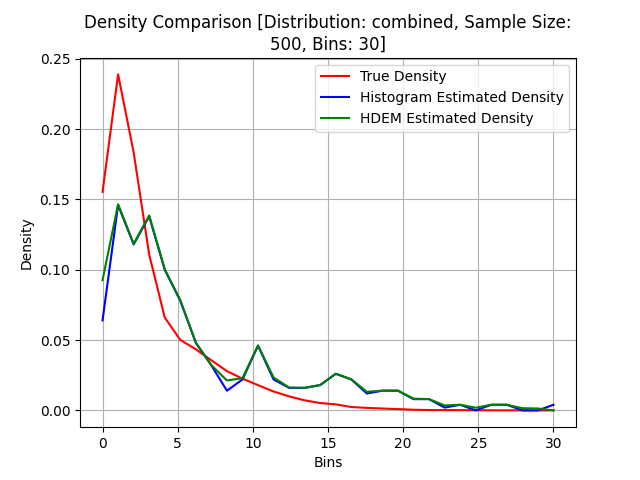 Density Comparison [Distribution: combined, Sample Size:
500, Bins: 30]
True Density
Histogram Estimated Density
HDEM Estimated Density
Density
0.25
0.20
0.15
0.10
0.05
0.00
0 5 10 15 20 25 30
Bins